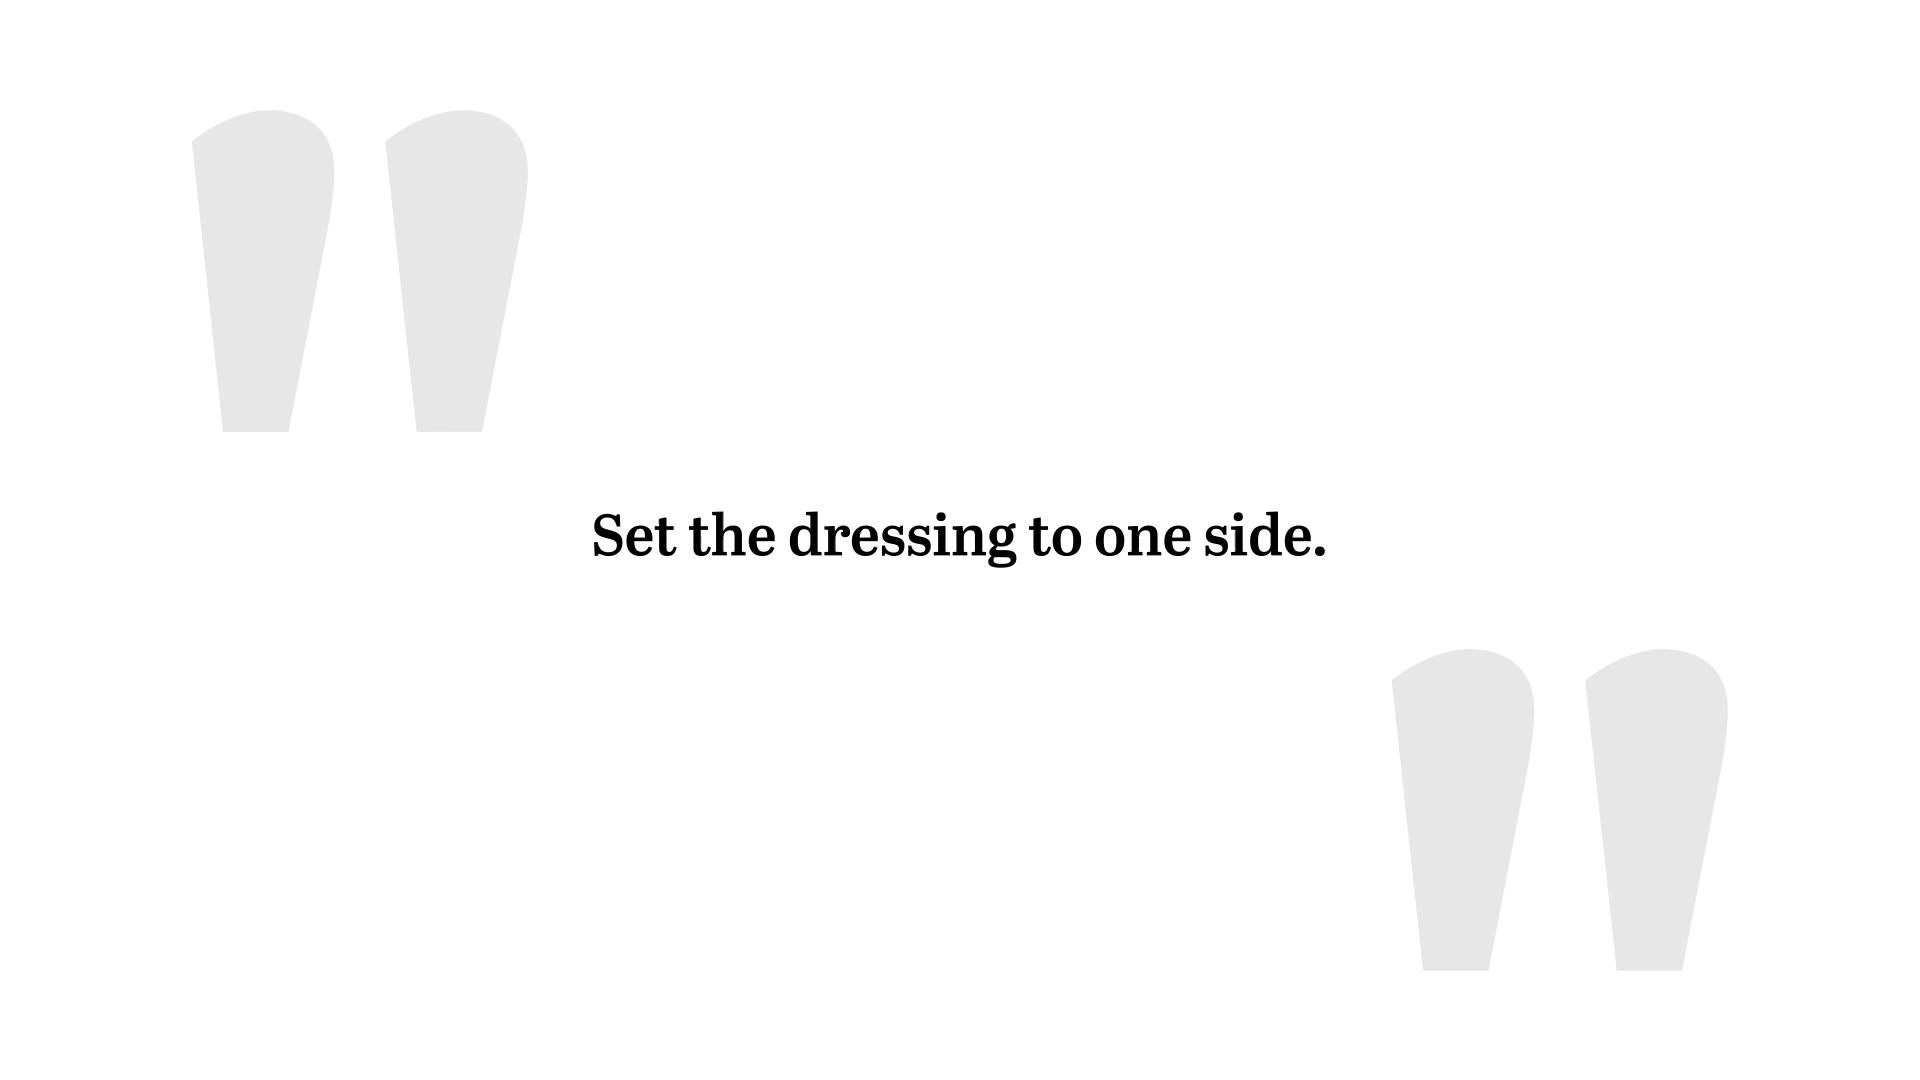 "
Set the dressing to one side.
"